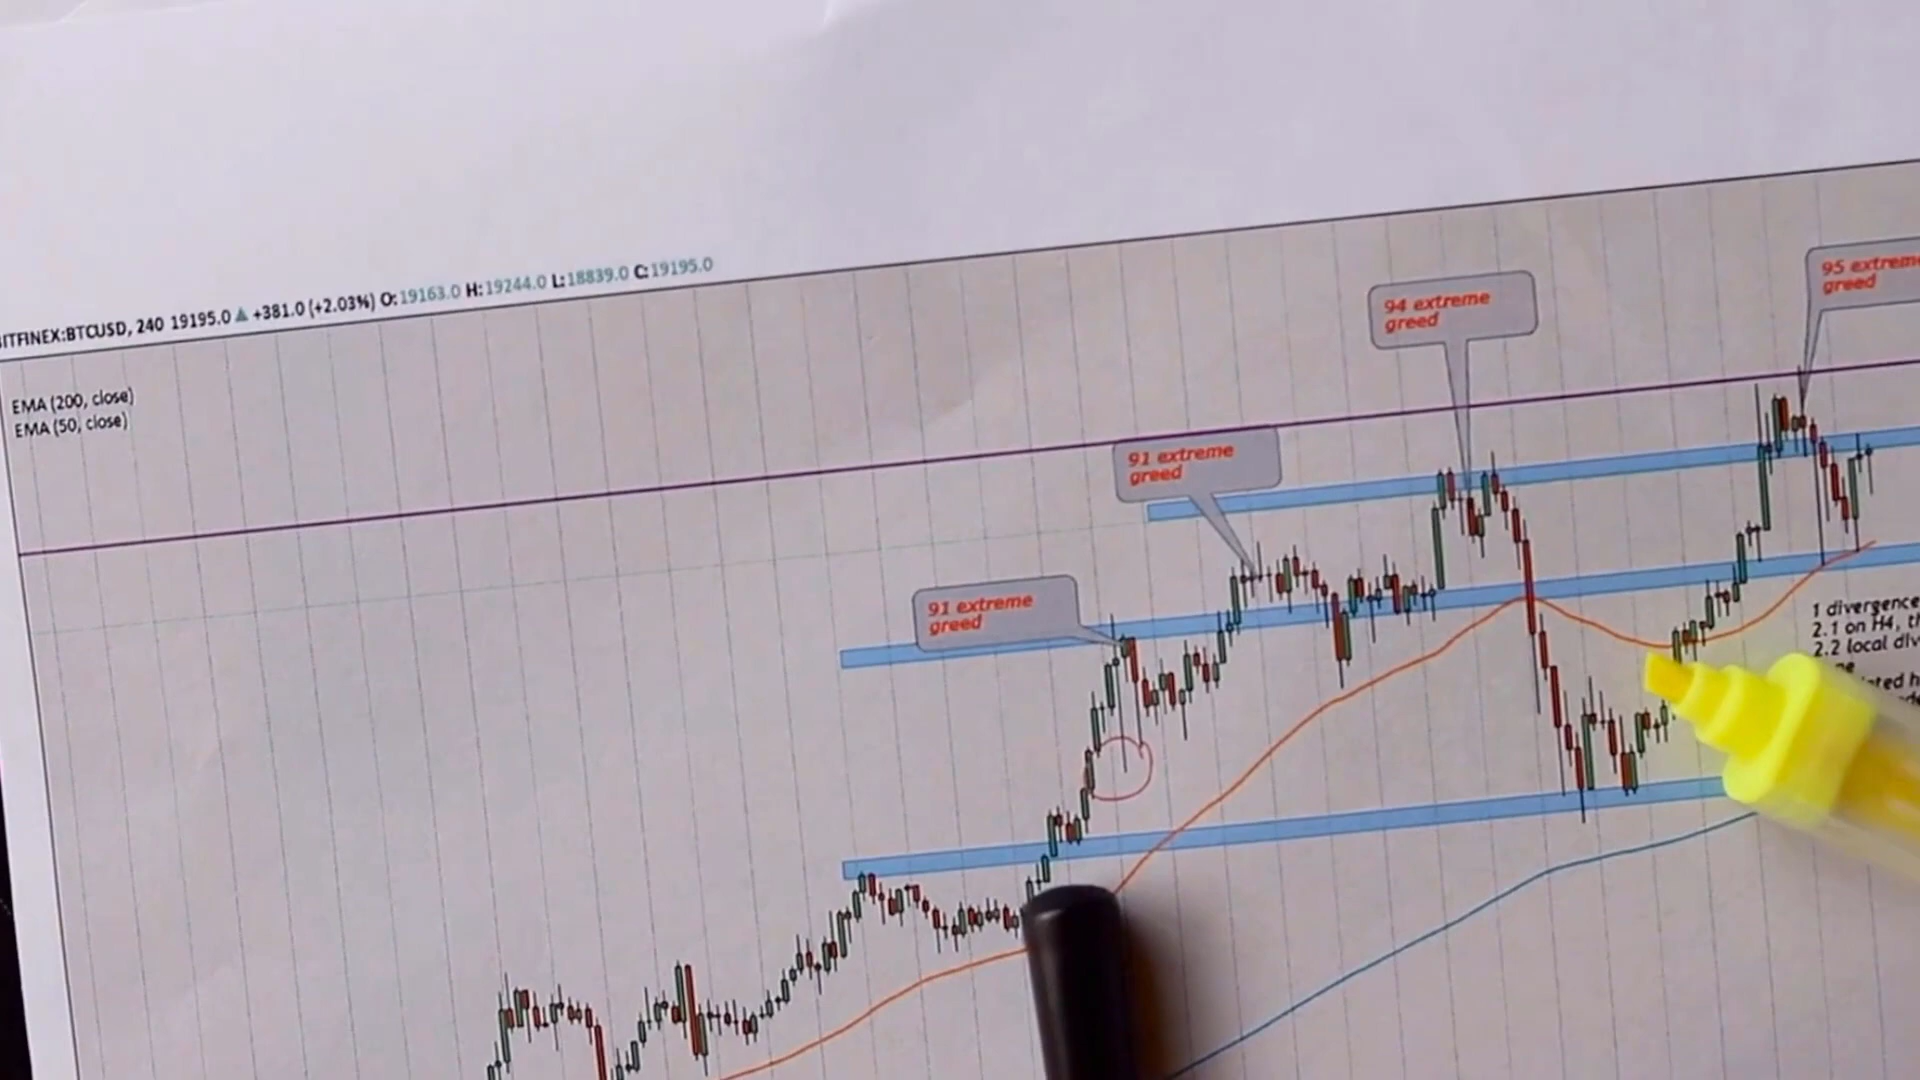 BITFINEX:BTCUSD, 240 19195.0 ▲ +381.0 (+2.03%) O:19163.0 H:19244.0 L:18839.0 C:19195.0
EMA (200, close)
EMA (50, close)
91 extreme
greed
91 extreme
greed
94 extreme
greed
95 extreme
greed
1 divergence
2.1 on H4,
2.2 local